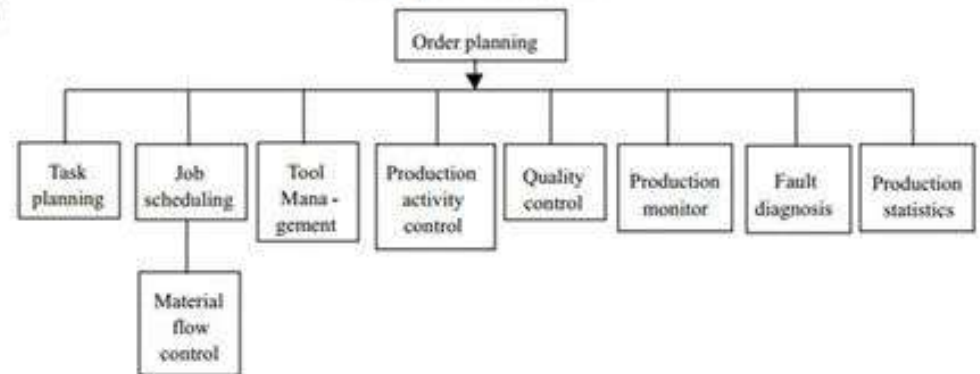 Order planning
Task
planning
Job
scheduling
Tool
Mana -
gement
Production
activity
control
Quality
control
Production
monitor
Fault
diagnosis
Production
statistics
Material
flow
control